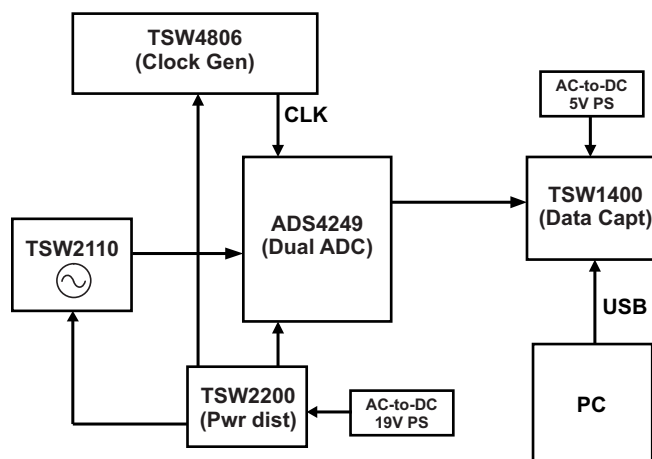 TSW4806
(Clock Gen)
AC-to-DC
5V PS
CLK
ADS4249
(Dual ADC)
TSW1400
(Data Capt)
TSW2110
USB
TSW2200
(Pwr dist)
AC-to-DC
19V PS
PC